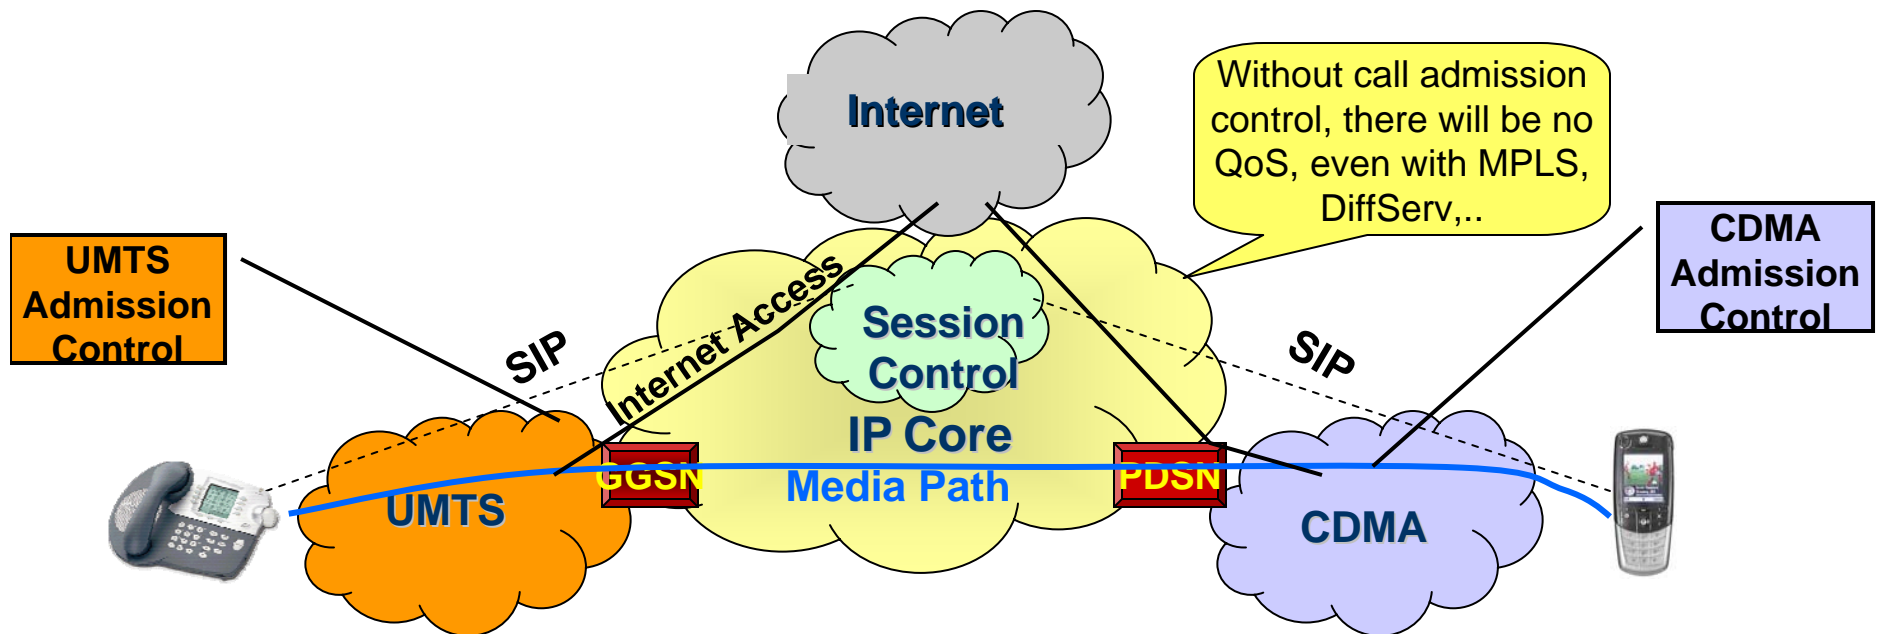 Internet
Without call admission
control, there will be no
QoS, even with MPLS,
DiffServ,..
UMTS
Admission
Control
CDMA
Admission
Control
SIP
Internet Access
Session
Control
SIP
IP Core
GGSN
Media Path
PDSN
UMTS
CDMA